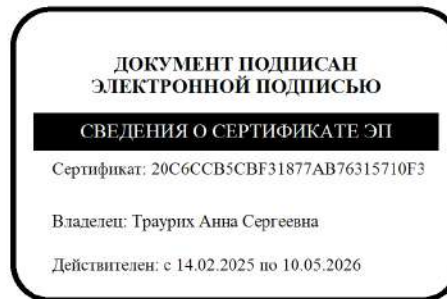 ДОКУМЕНТ ПОДПИСАН
ЭЛЕКТРОННОЙ ПОДПИСЬЮ
СВЕДЕНИЯ О СЕРТИФИКАТЕ ЭП
Сертификат: 20C6CCB5CBF31877AB76315710F3
Владелец: Траурих Анна Сергеевна
Действителен: с 14.02.2025 по 10.05.2026